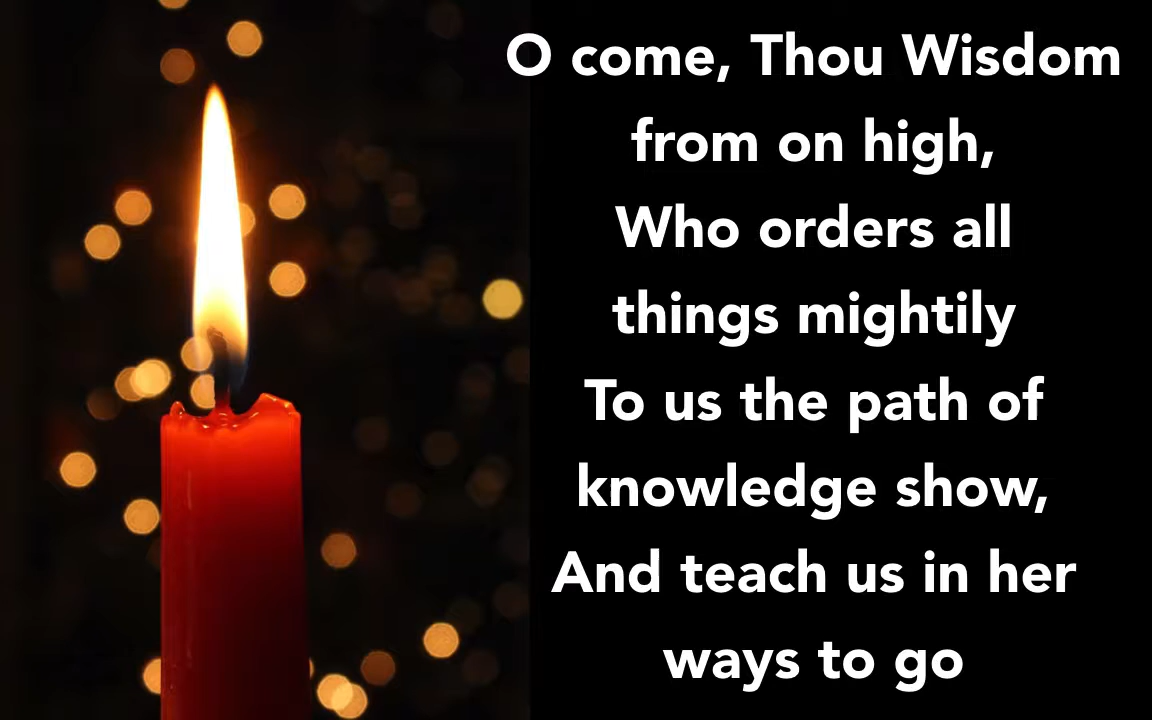 O come, Thou Wisdom
from on high,
Who orders all
things mightily
To us the path of
knowledge show,
And teach us in her
ways to go